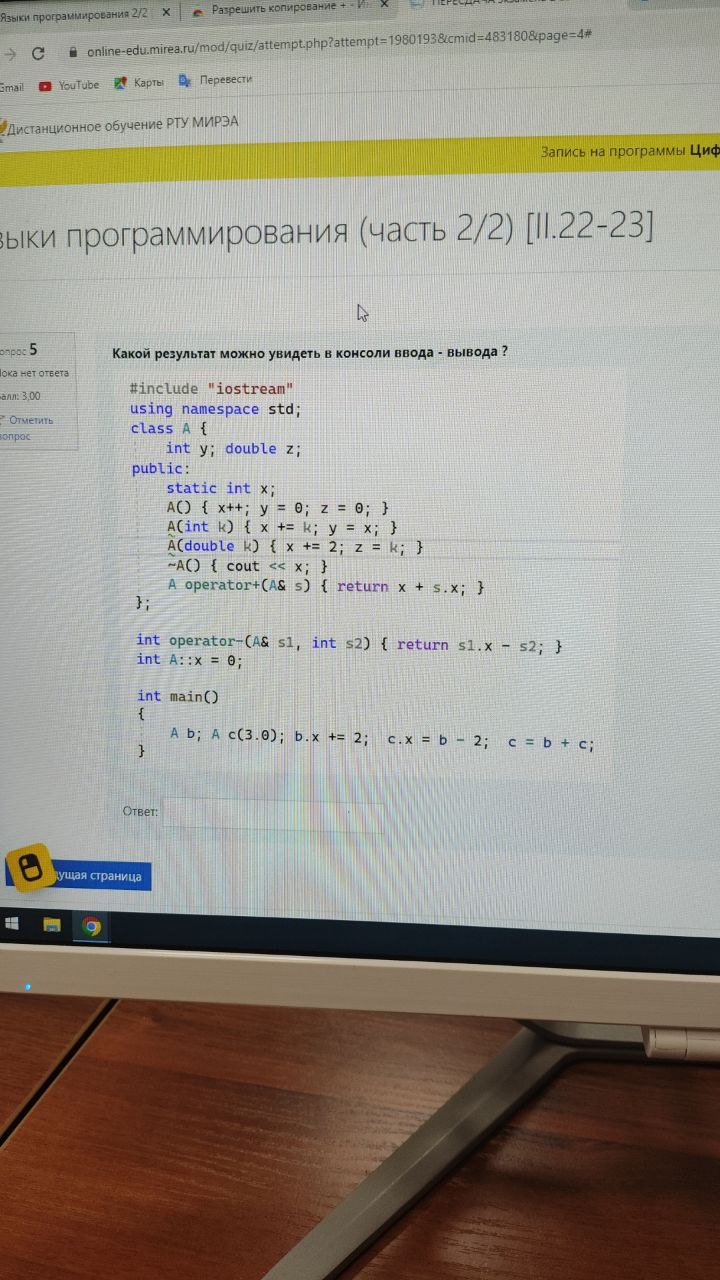 Языки программирования 2/2
Разрешить копирование + - И
online-edu.mirea.ru/mod/quiz/attempt.php?attempt=1980193&cmid=483180&page=4#
Gmail YouTube Карты Перевести
Дистанционное обучение РТУ МИРЭА
Запись на программы Циф
зыки программирования (часть 2/2) [II.22-23]
опрос 5
Пока нет ответа
алл: 3,00
Отметить
вопрос
Какой результат можно увидеть в консоли ввода - вывода ?
#include "iostream"
using namespace std;
class A {
int y; double z;
public:
static int x;
A() { x++; y = 0; z = 0; }
A(int k) { x += k; y = x; }
A(double k) { x += 2; z = k; }
~A() { cout << x; }
A operator+(A& s) { return x + s.x; }
};
int operator-(A& s1, int s2) { return s1.x - s2; }
int A::x = 0;
int main()
{
A b; A c(3.0); b.x += 2; c.x = b - 2; c = b + c;
}
Ответ:
дущая страница